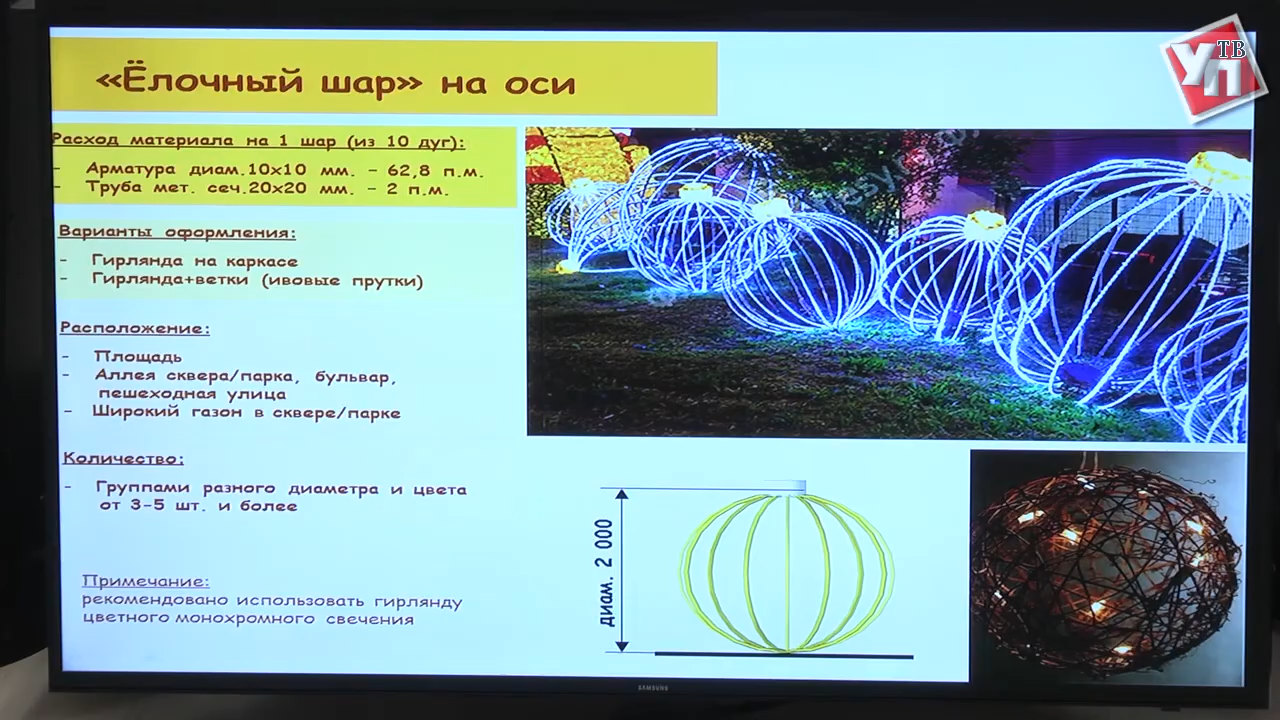 «Ёлочный шар» на оси
УП ТВ
Расход материала на 1 шар (из 10 дуг):
- Арматура диам.10х10 мм. - 62,8 п.м.
- Труба мет. сеч.20х20 мм. - 2 п.м.
Варианты оформления:
- Гирлянда на каркасе
- Гирлянда+ветки (ивовые прутки)
Расположение:
- Площадь
- Аллея сквера/парка, бульвар,
пешеходная улица
- Широкий газон в сквере/парке
Количество:
- Группами разного диаметра и цвета
от 3-5 шт. и более
Примечание:
рекомендовано использовать гирлянду
цветного монохромного свечения
диам. 2 000
SAMSUNG